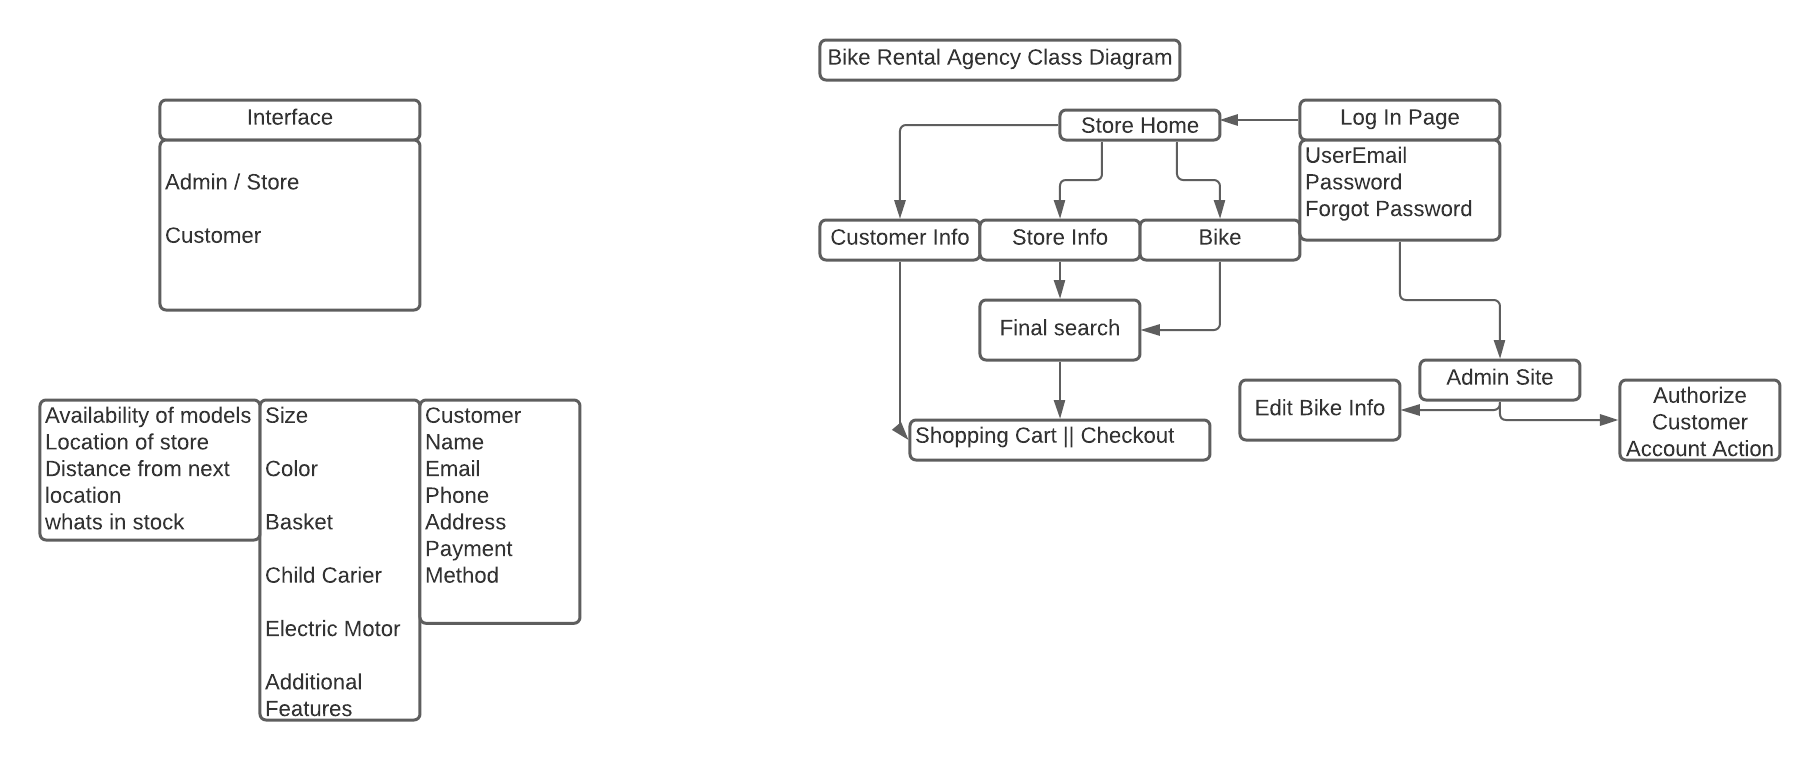 Bike Rental Agency Class Diagram
Interface
Admin / Store
Customer
Store Home
Log In Page
UserEmail
Password
Forgot Password
Customer Info
Store Info
Bike
Final search
Shopping Cart || Checkout
Admin Site
Edit Bike Info
Authorize
Customer
Account Action
Availability of models
Location of store
Distance from next
location
whats in stock
Size
Color
Basket
Child Carier
Electric Motor
Additional
Features
Customer
Name
Email
Phone
Address
Payment
Method